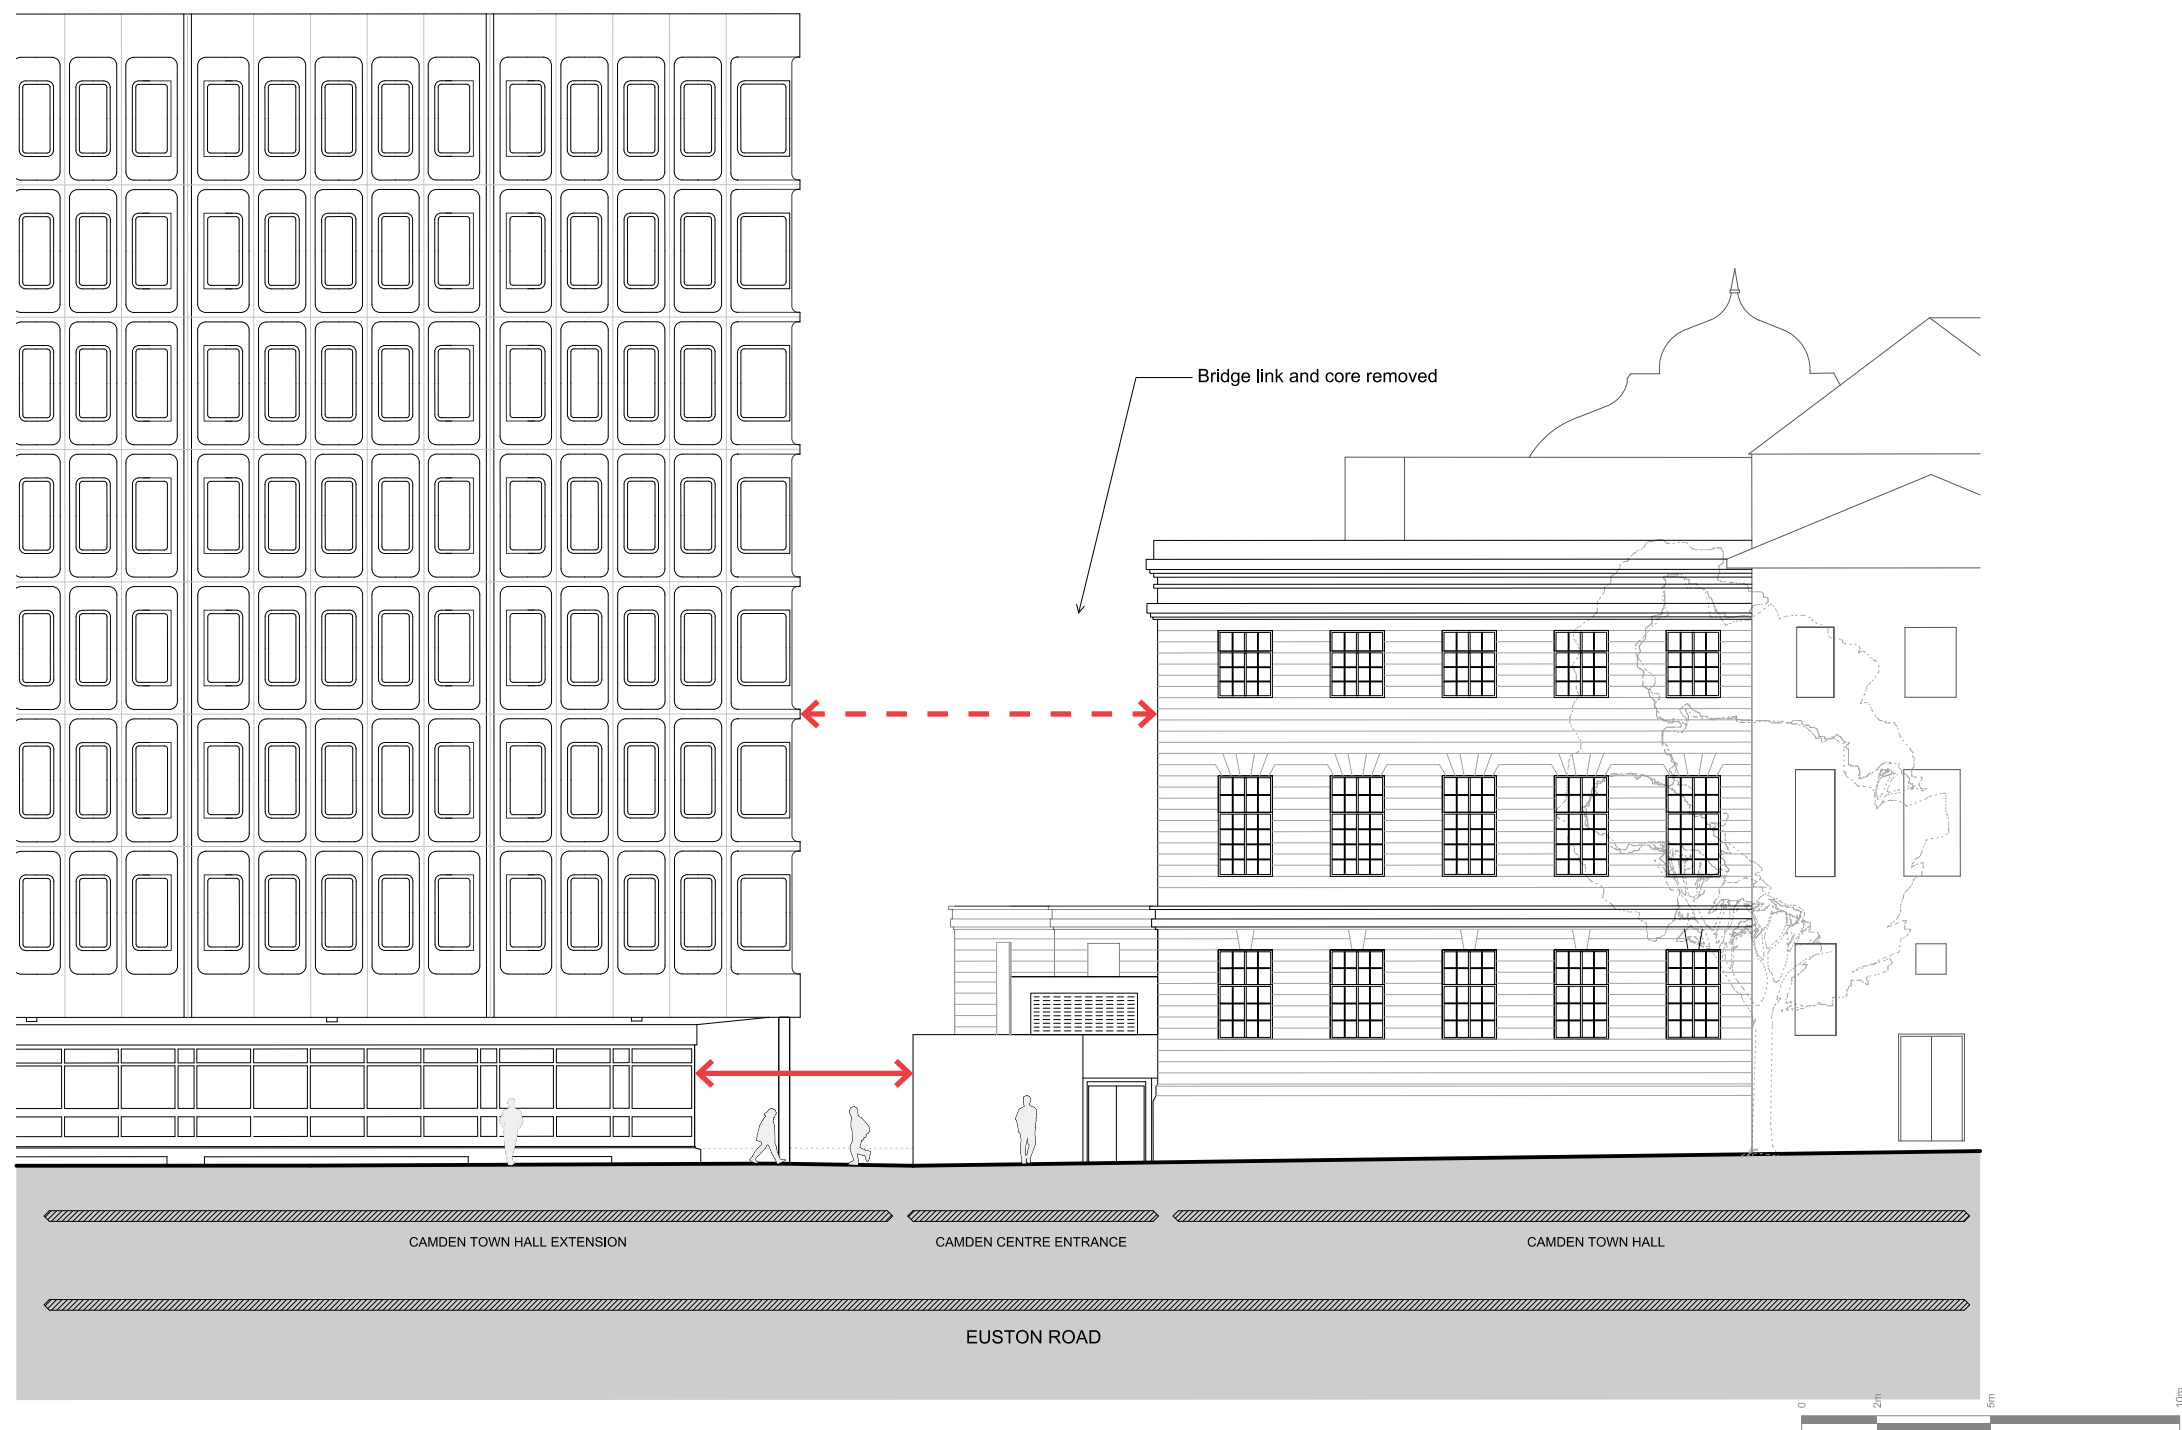 Bridge link and core removed
CAMDEN TOWN HALL EXTENSION
CAMDEN CENTRE ENTRANCE
CAMDEN TOWN HALL
EUSTON ROAD
0
2m
5m
10m